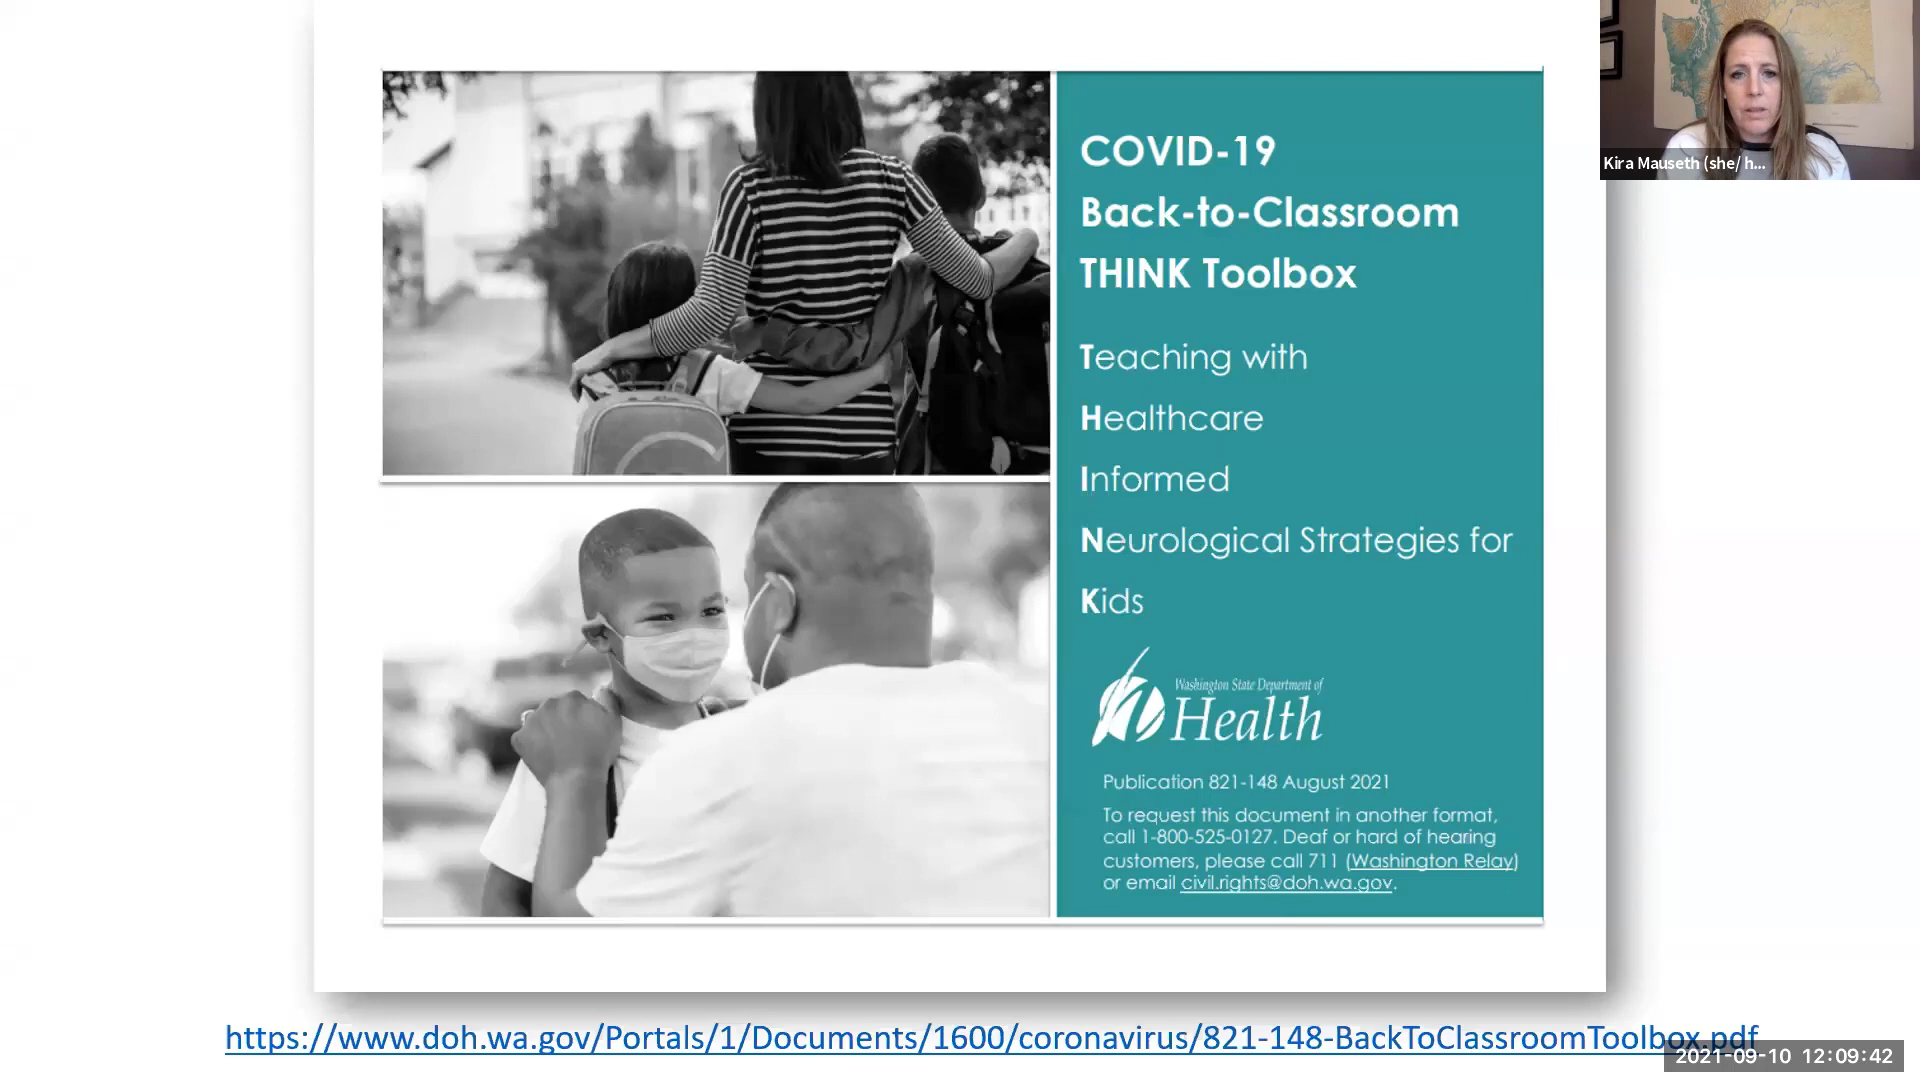 COVID-19
Back-to-Classroom
THINK Toolbox
Teaching with
Healthcare
Informed
Neurological Strategies for
Kids
Washington State Department of
Health
Publication 821-148 August 2021
To request this document in another format,
call 1-800-525-0127. Deaf or hard of hearing
customers, please call 711 (Washington Relay)
or email civil.rights@doh.wa.gov.
Kira Mauseth (she/ h...
https://www.doh.wa.gov/Portals/1/Documents/1600/coronavirus/821-148-BackToClassroomToolbox.pdf
2021-09-10 12:09:42